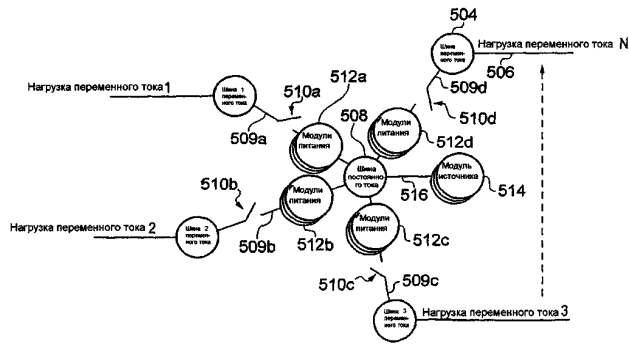 504
Шина переменного тока
Нагрузка переменного тока N
506
509d
510d
Нагрузка переменного тока 1
Шина 1 переменного тока
510a
512a
509a
508
Модули питания
Модули питания
512d
Шина постоянного тока
Модуль источника
516
514
510b
Модули питания
512b
Модули питания
512c
Нагрузка переменного тока 2
Шина 2 переменного тока
509b
510c
509c
Шина 3 переменного тока
Нагрузка переменного тока 3